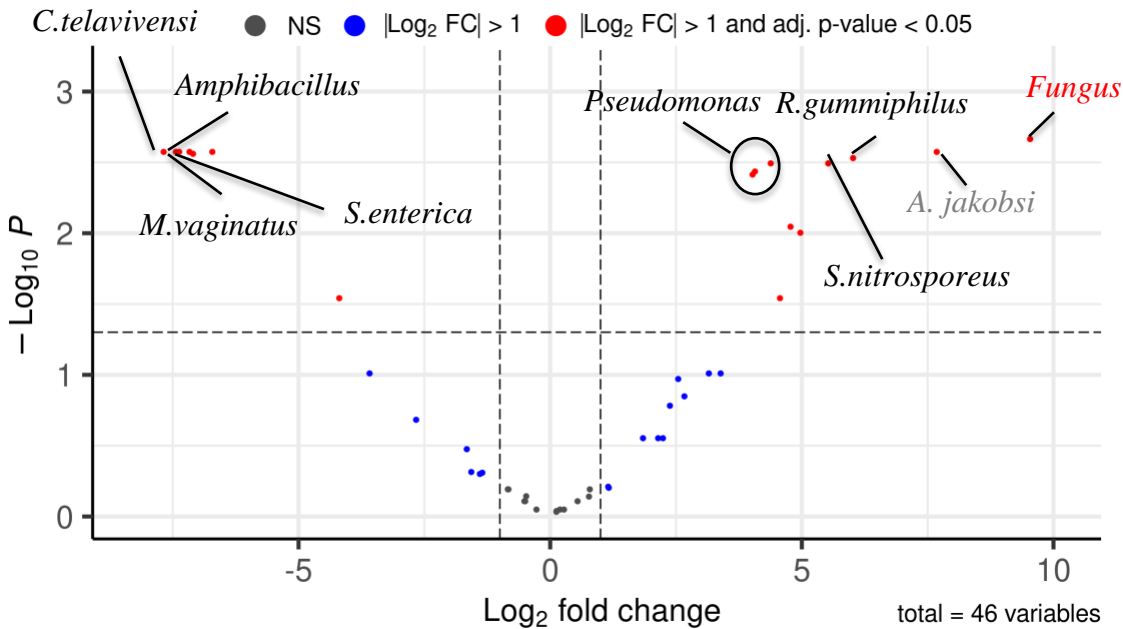 C.telavivensi
NS
|Log2 FC| > 1
|Log2 FC| > 1 and adj. p-value < 0.05
Amphibacillus
Pseudomonas
R.gummiphilus
Fungus
3
M.vaginatus
S.enterica
A. jakobsi
2
S.nitrosporeus
− Log10 P
1
0
-5
0
5
10
Log2 fold change
total = 46 variables